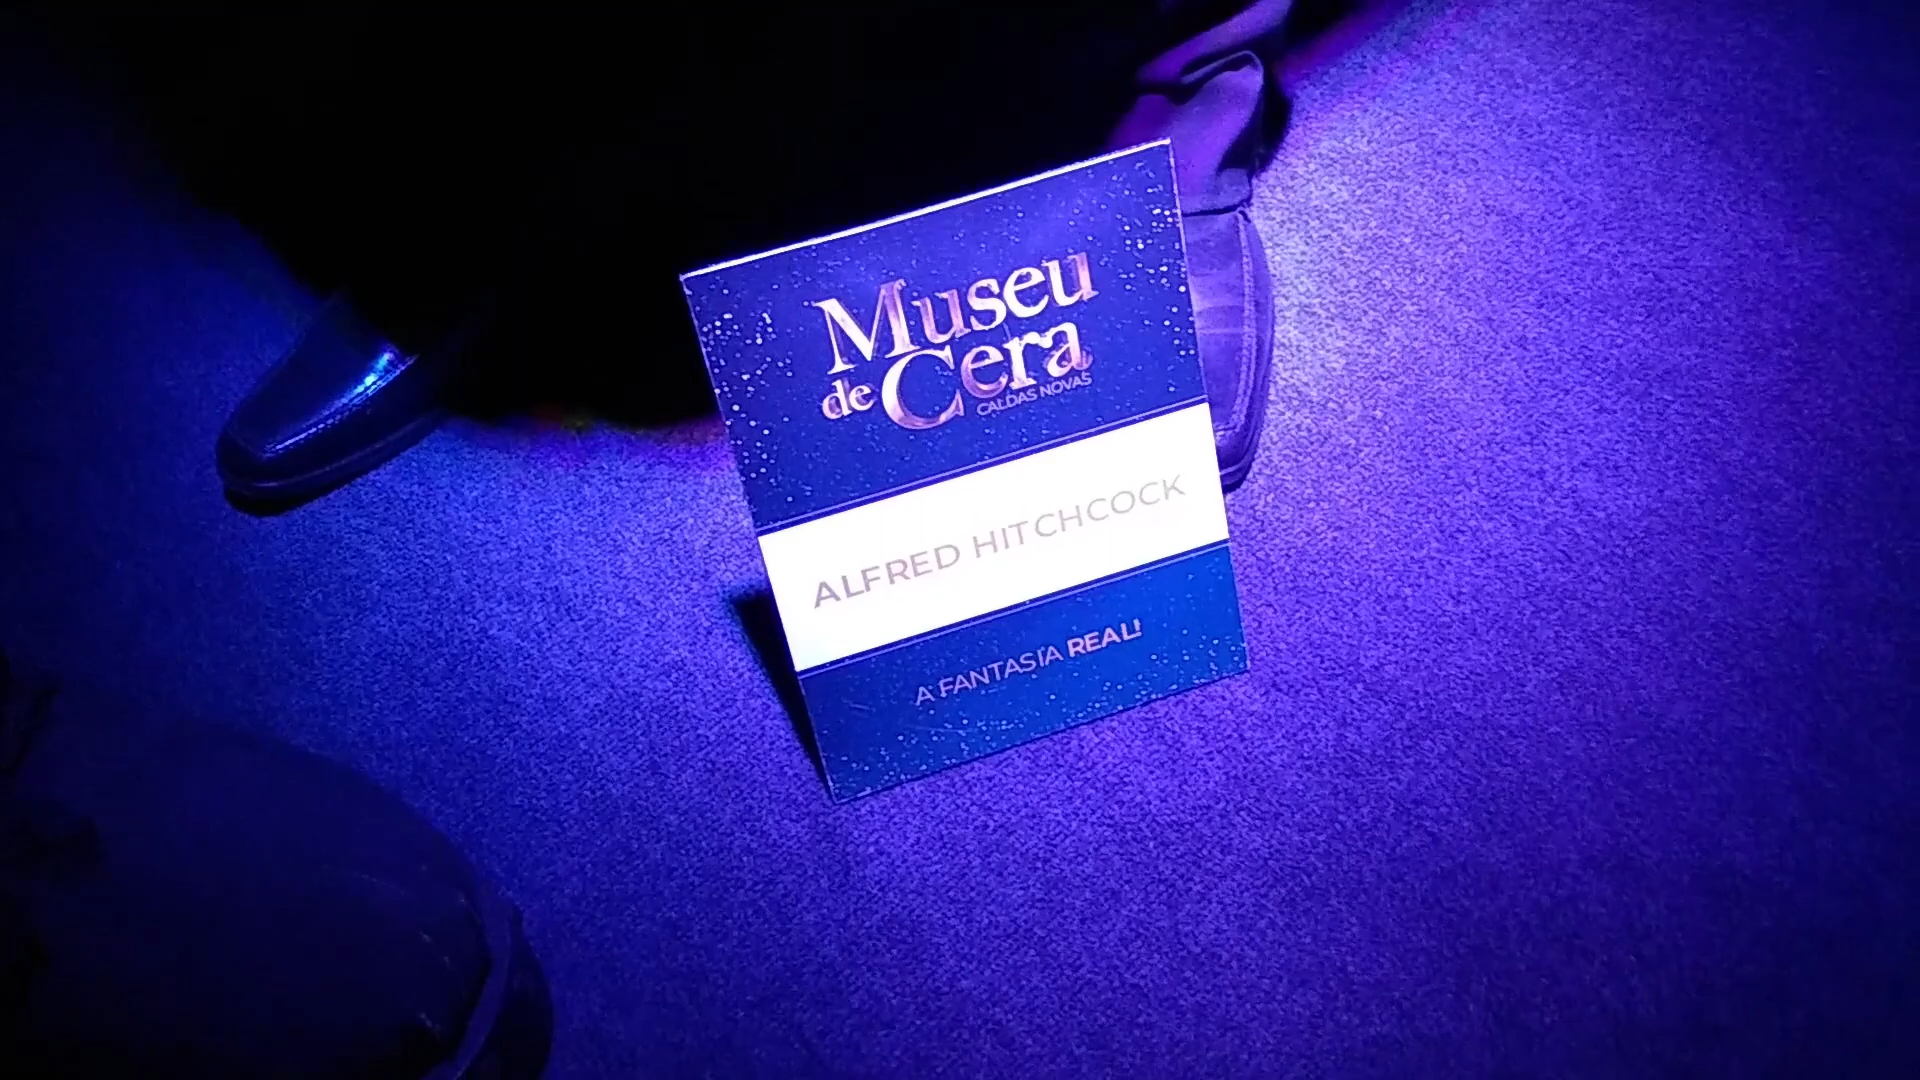 Museu
de Cera
CALDAS NOVAS
ALFRED HITCHCOCK
A FANTASIA REAL!